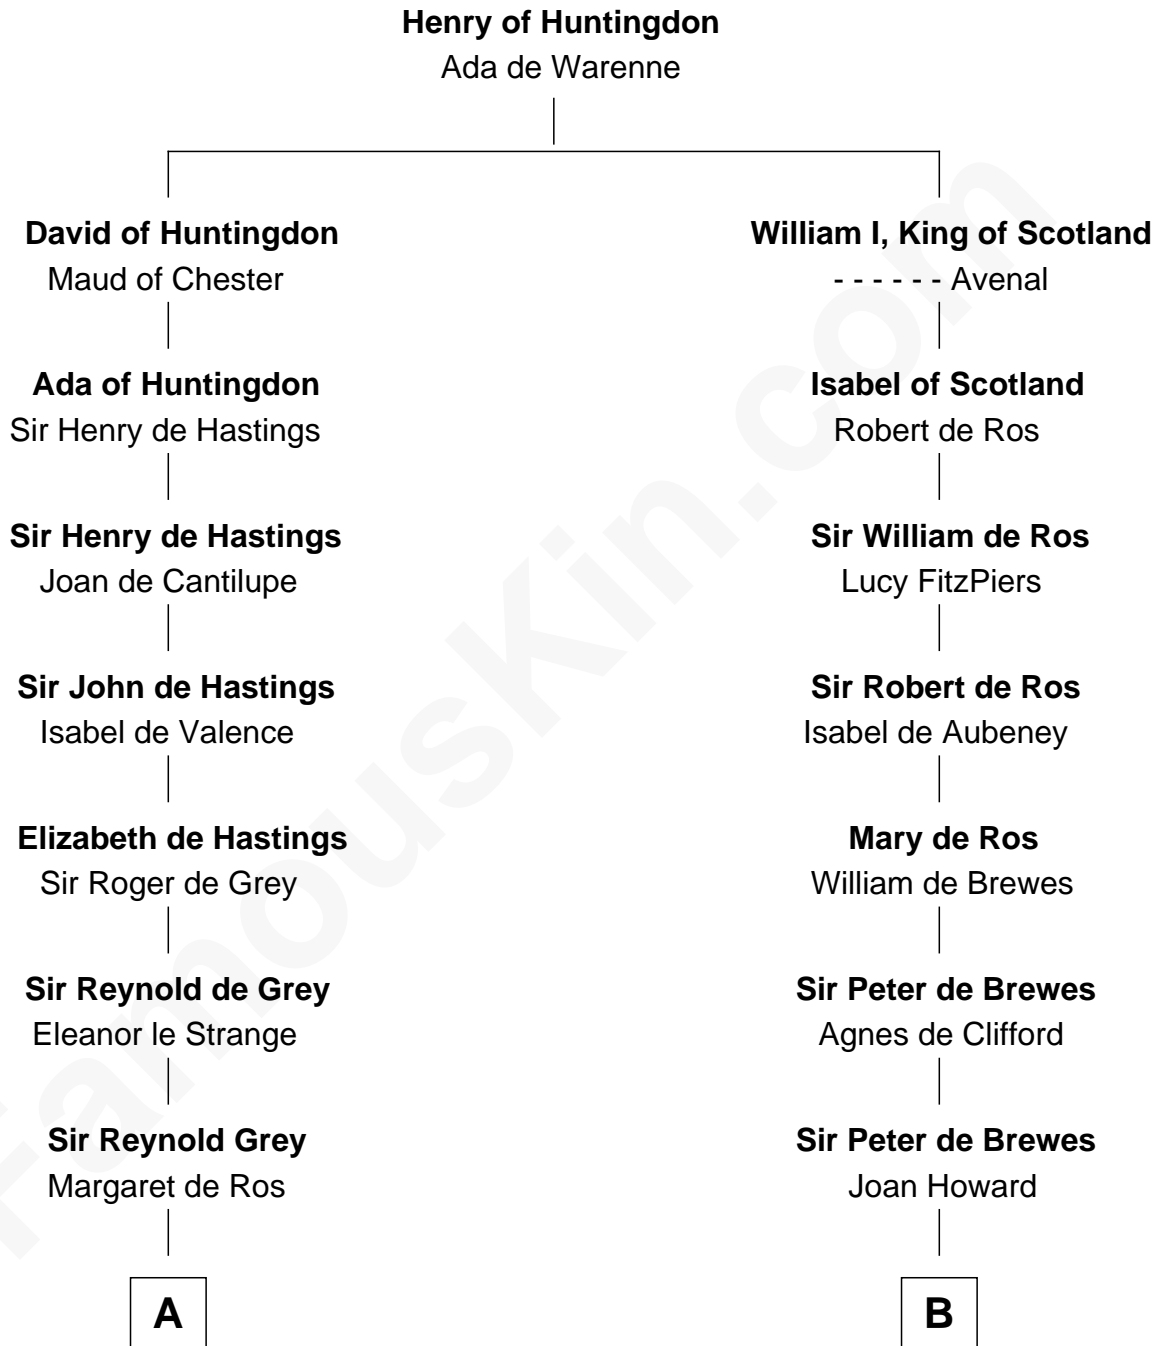 Henry of Huntingdon
Ada de Warenne
David of Huntingdon
Maud of Chester
William I, King of Scotland
- - - - - - Avenal
Ada of Huntingdon
Sir Henry de Hastings
Isabel of Scotland
Robert de Ros
Sir Henry de Hastings
Joan de Cantilupe
Sir William de Ros
Lucy FitzPiers
Sir John de Hastings
Isabel de Valence
Sir Robert de Ros
Isabel de Aubeney
Elizabeth de Hastings
Sir Roger de Grey
Mary de Ros
William de Brewes
Sir Reynold de Grey
Eleanor le Strange
Sir Peter de Brewes
Agnes de Clifford
Sir Reynold Grey
Margaret de Ros
Sir Peter de Brewes
Joan Howard
A
B
FamousKin.com